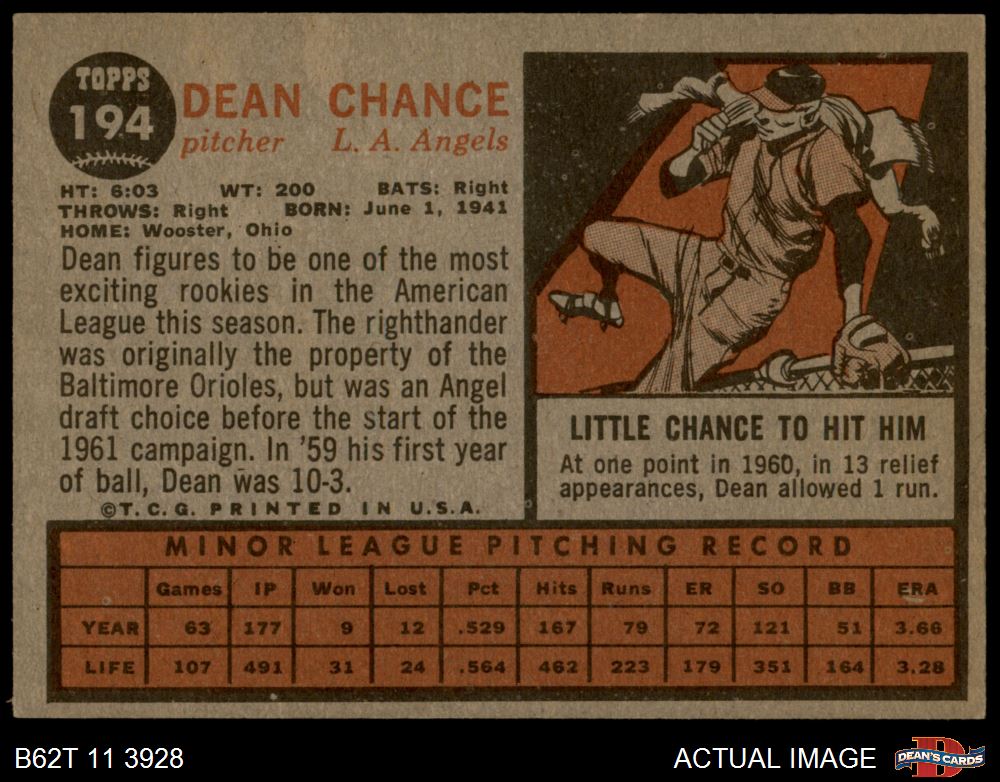 TOPPS
194
DEAN CHANCE
pitcher L. A. Angels
HT: 6:03 WT: 200 BATS: Right
THROWS: Right BORN: June 1, 1941
HOME: Wooster, Ohio
Dean figures to be one of the most
exciting rookies in the American
League this season. The righthander
was originally the property of the
Baltimore Orioles, but was an Angel
draft choice before the start of the
1961 campaign. In '59 his first year
of ball, Dean was 10-3.
©T.C.G. PRINTED IN U.S.A.
LITTLE CHANCE TO HIT HIM
At one point in 1960, in 13 relief
appearances, Dean allowed 1 run.
MINOR LEAGUE PITCHING RECORD
Games IP Won Lost Pct Hits Runs ER SO BB ERA
YEAR 63 177 9 12 .529 167 79 72 121 51 3.66
LIFE 107 491 31 24 .564 462 223 179 351 164 3.28
B62T 11 3928
ACTUAL IMAGE
D
DEAN'S CARDS